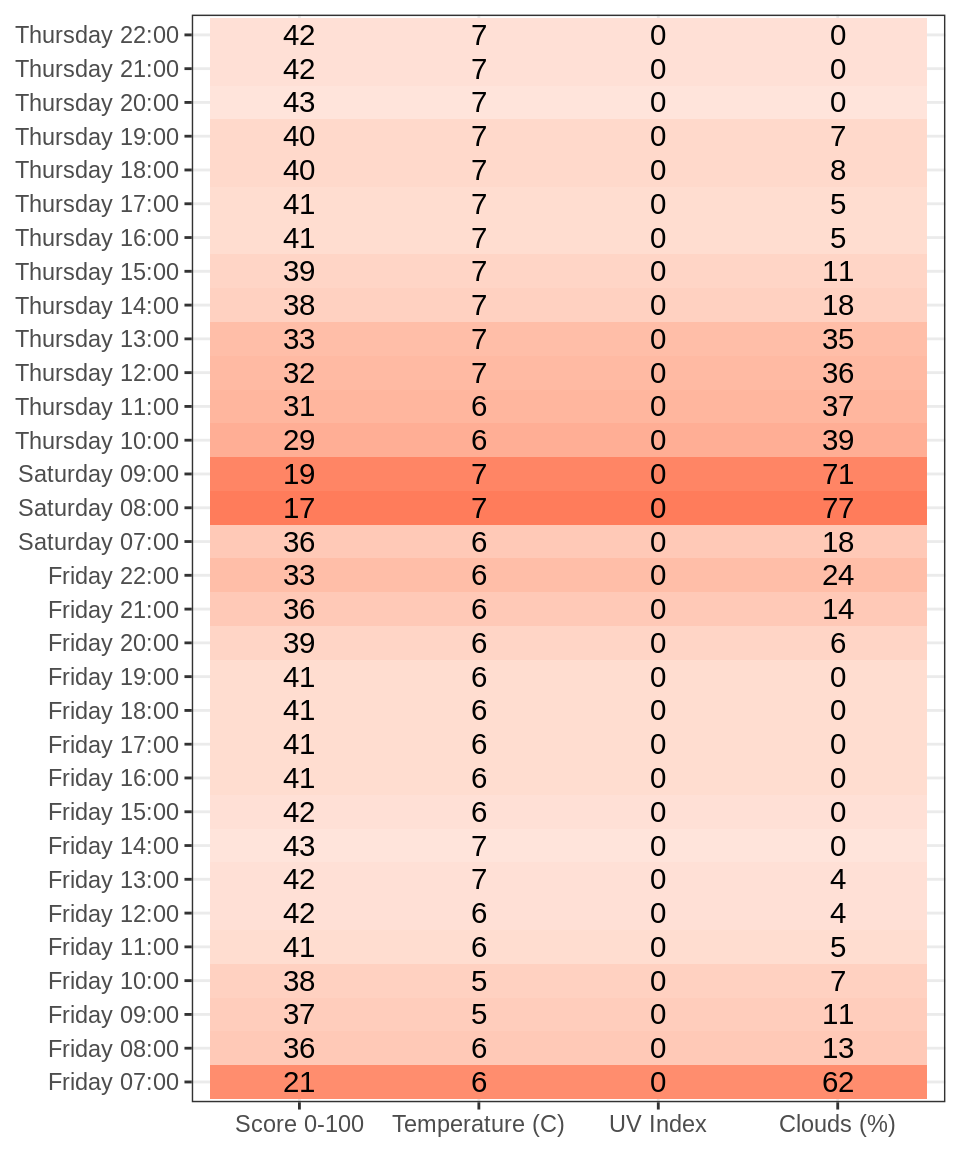 Thursday 22:00 42 7 0 0
Thursday 21:00 42 7 0 0
Thursday 20:00 43 7 0 0
Thursday 19:00 40 7 0 7
Thursday 18:00 40 7 0 8
Thursday 17:00 41 7 0 5
Thursday 16:00 41 7 0 5
Thursday 15:00 39 7 0 11
Thursday 14:00 38 7 0 18
Thursday 13:00 33 7 0 35
Thursday 12:00 32 7 0 36
Thursday 11:00 31 6 0 37
Thursday 10:00 29 6 0 39
Saturday 09:00 19 7 0 71
Saturday 08:00 17 7 0 77
Saturday 07:00 36 6 0 18
Friday 22:00 33 6 0 24
Friday 21:00 36 6 0 14
Friday 20:00 39 6 0 6
Friday 19:00 41 6 0 0
Friday 18:00 41 6 0 0
Friday 17:00 41 6 0 0
Friday 16:00 41 6 0 0
Friday 15:00 42 6 0 0
Friday 14:00 43 7 0 0
Friday 13:00 42 7 0 4
Friday 12:00 42 6 0 4
Friday 11:00 41 6 0 5
Friday 10:00 38 5 0 7
Friday 09:00 37 5 0 11
Friday 08:00 36 6 0 13
Friday 07:00 21 6 0 62
Score 0-100 Temperature (C) UV Index Clouds (%)